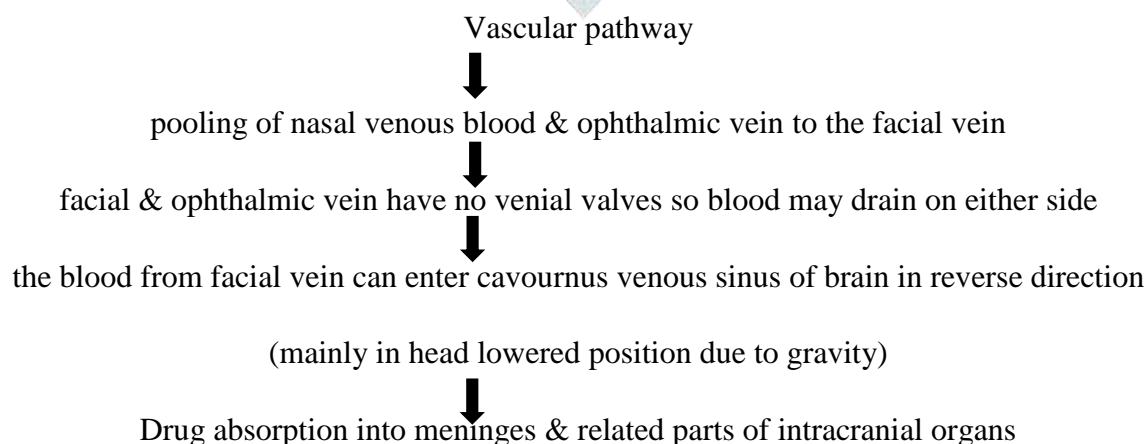 Vascular pathway
pooling of nasal venous blood & ophthalmic vein to the facial vein
facial & ophthalmic vein have no venial valves so blood may drain on either side
the blood from facial vein can enter cavournus venous sinus of brain in reverse direction
(mainly in head lowered position due to gravity)
Drug absorption into meninges & related parts of intracranial organs